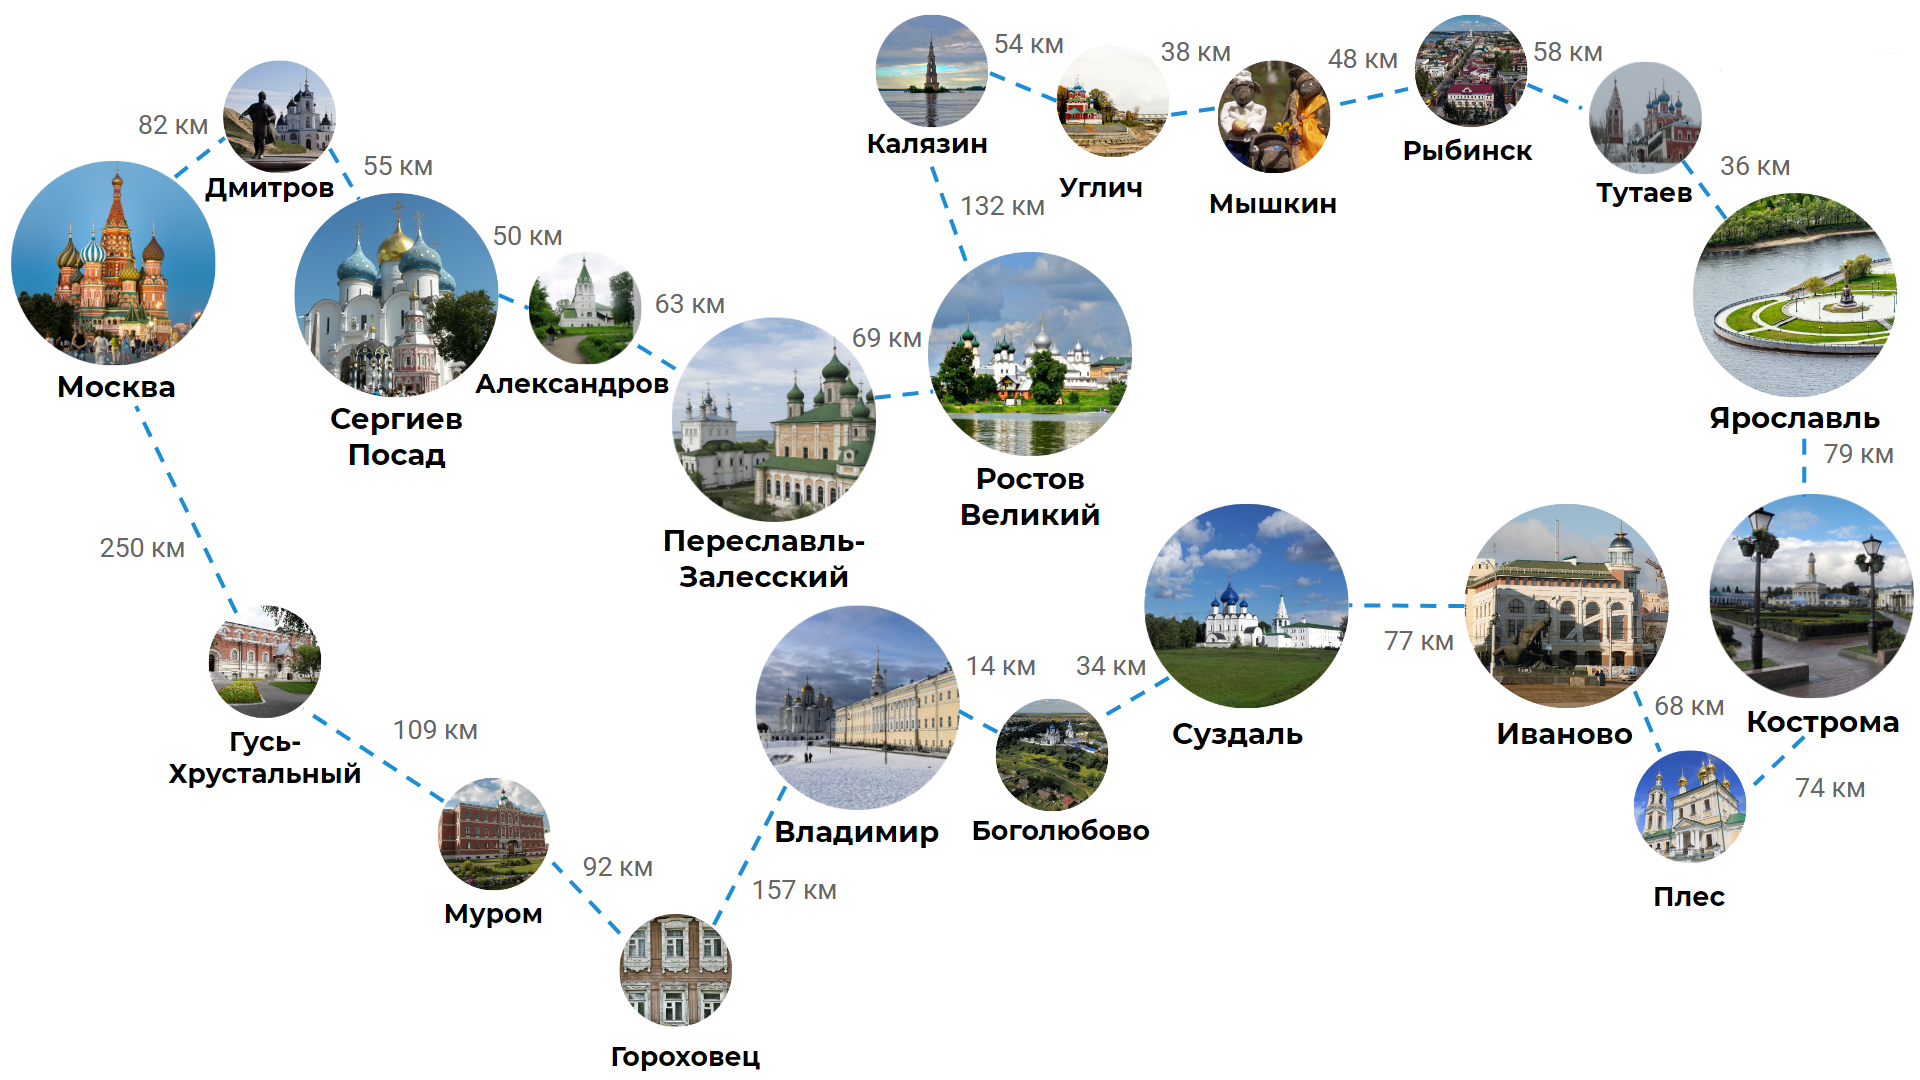 54 км
38 км
48 км
58 км
82 км
Калязин
Рыбинск
55 км
Дмитров
Углич
Мышкин
Тутаев
36 км
132 км
50 км
63 км
69 км
Москва
Александров
Сергиев
Посад
Ярославль
79 км
Ростов
Великий
Переславль-
Залесский
250 км
77 км
14 км
34 км
68 км
Кострома
109 км
Гусь-
Хрустальный
Суздаль
Иваново
74 км
Владимир
Боголюбово
92 км
157 км
Плес
Муром
Гороховец